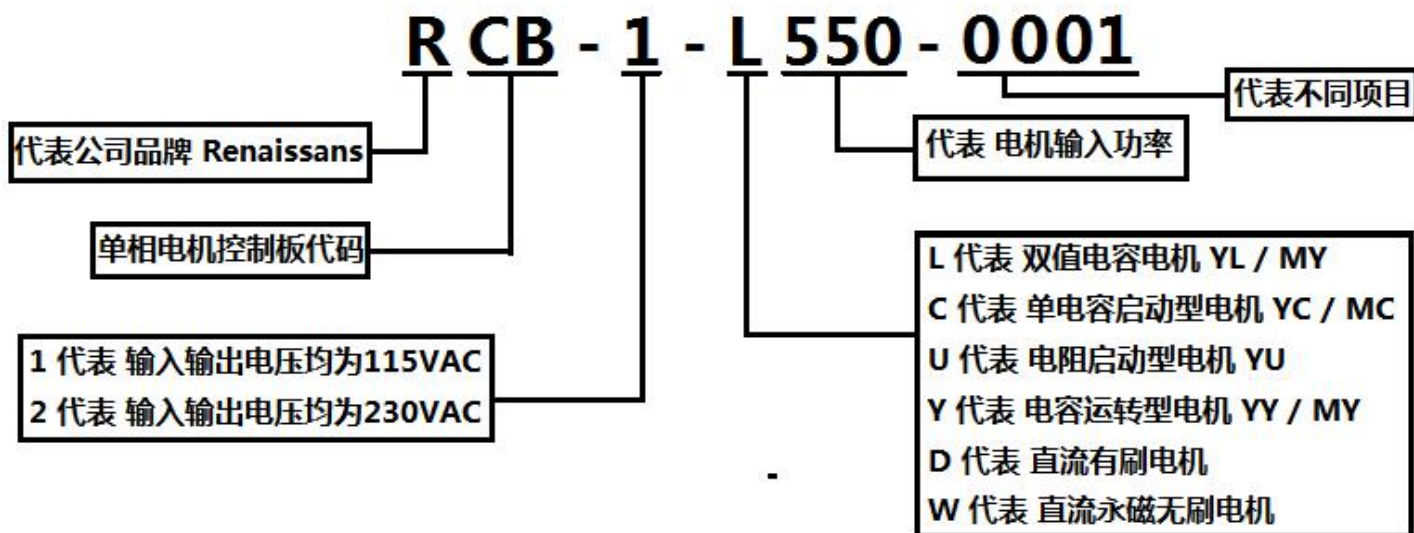 R CB - 1 - L 550 - 0001
代表不同项目
代表公司品牌 Renaissans
代表 电机输入功率
单相电机控制板代码
1 代表 输入输出电压均为115VAC
2 代表 输入输出电压均为230VAC
L 代表 双值电容电机 YL / MY
C 代表 单电容启动型电机 YC / MC
U 代表 电阻启动型电机 YU
Y 代表 电容运转型电机 YY / MY
D 代表 直流有刷电机
W 代表 直流永磁无刷电机
-